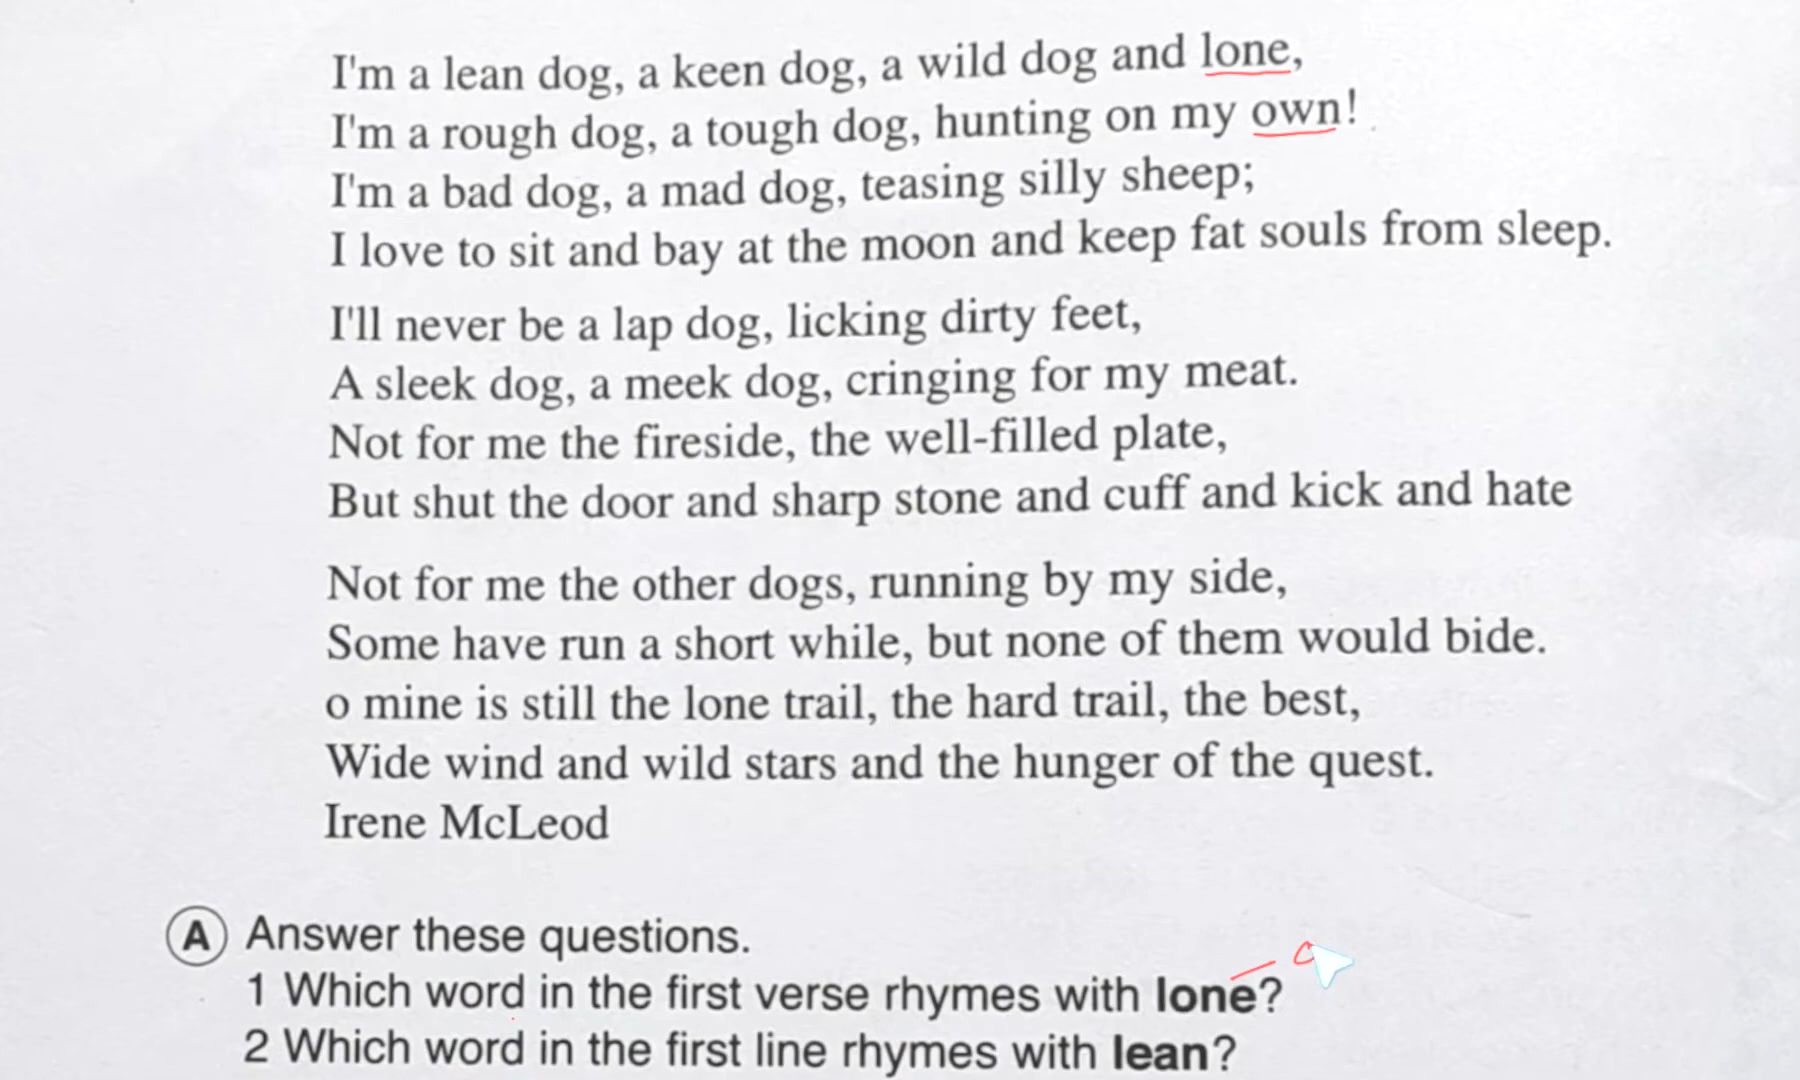 I'm a lean dog, a keen dog, a wild dog and lone,
I'm a rough dog, a tough dog, hunting on my own!
I'm a bad dog, a mad dog, teasing silly sheep;
I love to sit and bay at the moon and keep fat souls from sleep.
I'll never be a lap dog, licking dirty feet,
A sleek dog, a meek dog, cringing for my meat.
Not for me the fireside, the well-filled plate,
But shut the door and sharp stone and cuff and kick and hate
Not for me the other dogs, running by my side,
Some have run a short while, but none of them would bide.
o mine is still the lone trail, the hard trail, the best,
Wide wind and wild stars and the hunger of the quest.
Irene McLeod
A Answer these questions.
1 Which word in the first verse rhymes with lone?
2 Which word in the first line rhymes with lean?